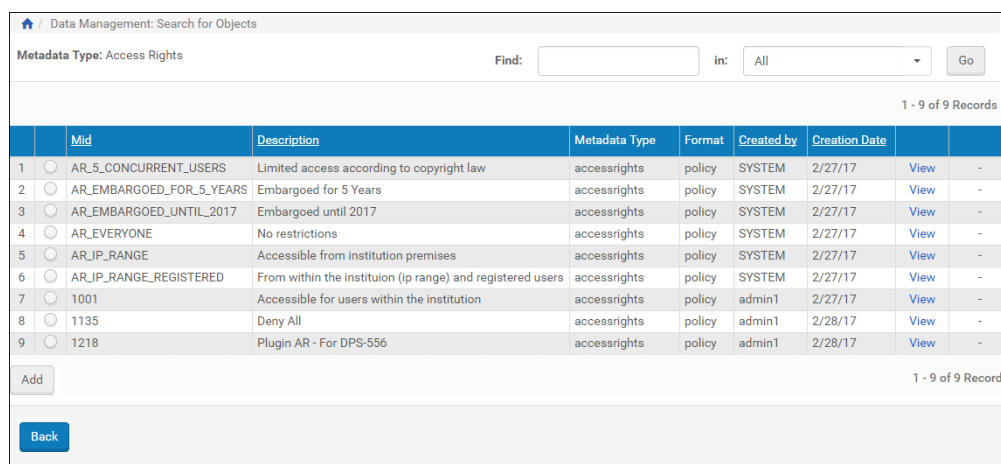 / Data Management: Search for Objects
Metadata Type: Access Rights Find: in: All Go
1 - 9 of 9 Records
Mid Description Metadata Type Format Created by Creation Date
1 AR_5_CONCURRENT_USERS Limited access according to copyright law accessrights policy SYSTEM 2/27/17 View -
2 AR_EMBARGOED_FOR_5_YEARS Embargoed for 5 Years accessrights policy SYSTEM 2/27/17 View -
3 AR_EMBARGOED_UNTIL_2017 Embargoed until 2017 accessrights policy SYSTEM 2/27/17 View -
4 AR_EVERYONE No restrictions accessrights policy SYSTEM 2/27/17 View -
5 AR_IP_RANGE Accessible from institution premises accessrights policy SYSTEM 2/27/17 View -
6 AR_IP_RANGE_REGISTERED From within the instituion (ip range) and registered users accessrights policy SYSTEM 2/27/17 View -
7 1001 Accessible for users within the institution accessrights policy admin1 2/27/17 View -
8 1135 Deny All accessrights policy admin1 2/28/17 View -
9 1218 Plugin AR - For DPS-556 accessrights policy admin1 2/28/17 View -
Add 1 - 9 of 9 Record
Back